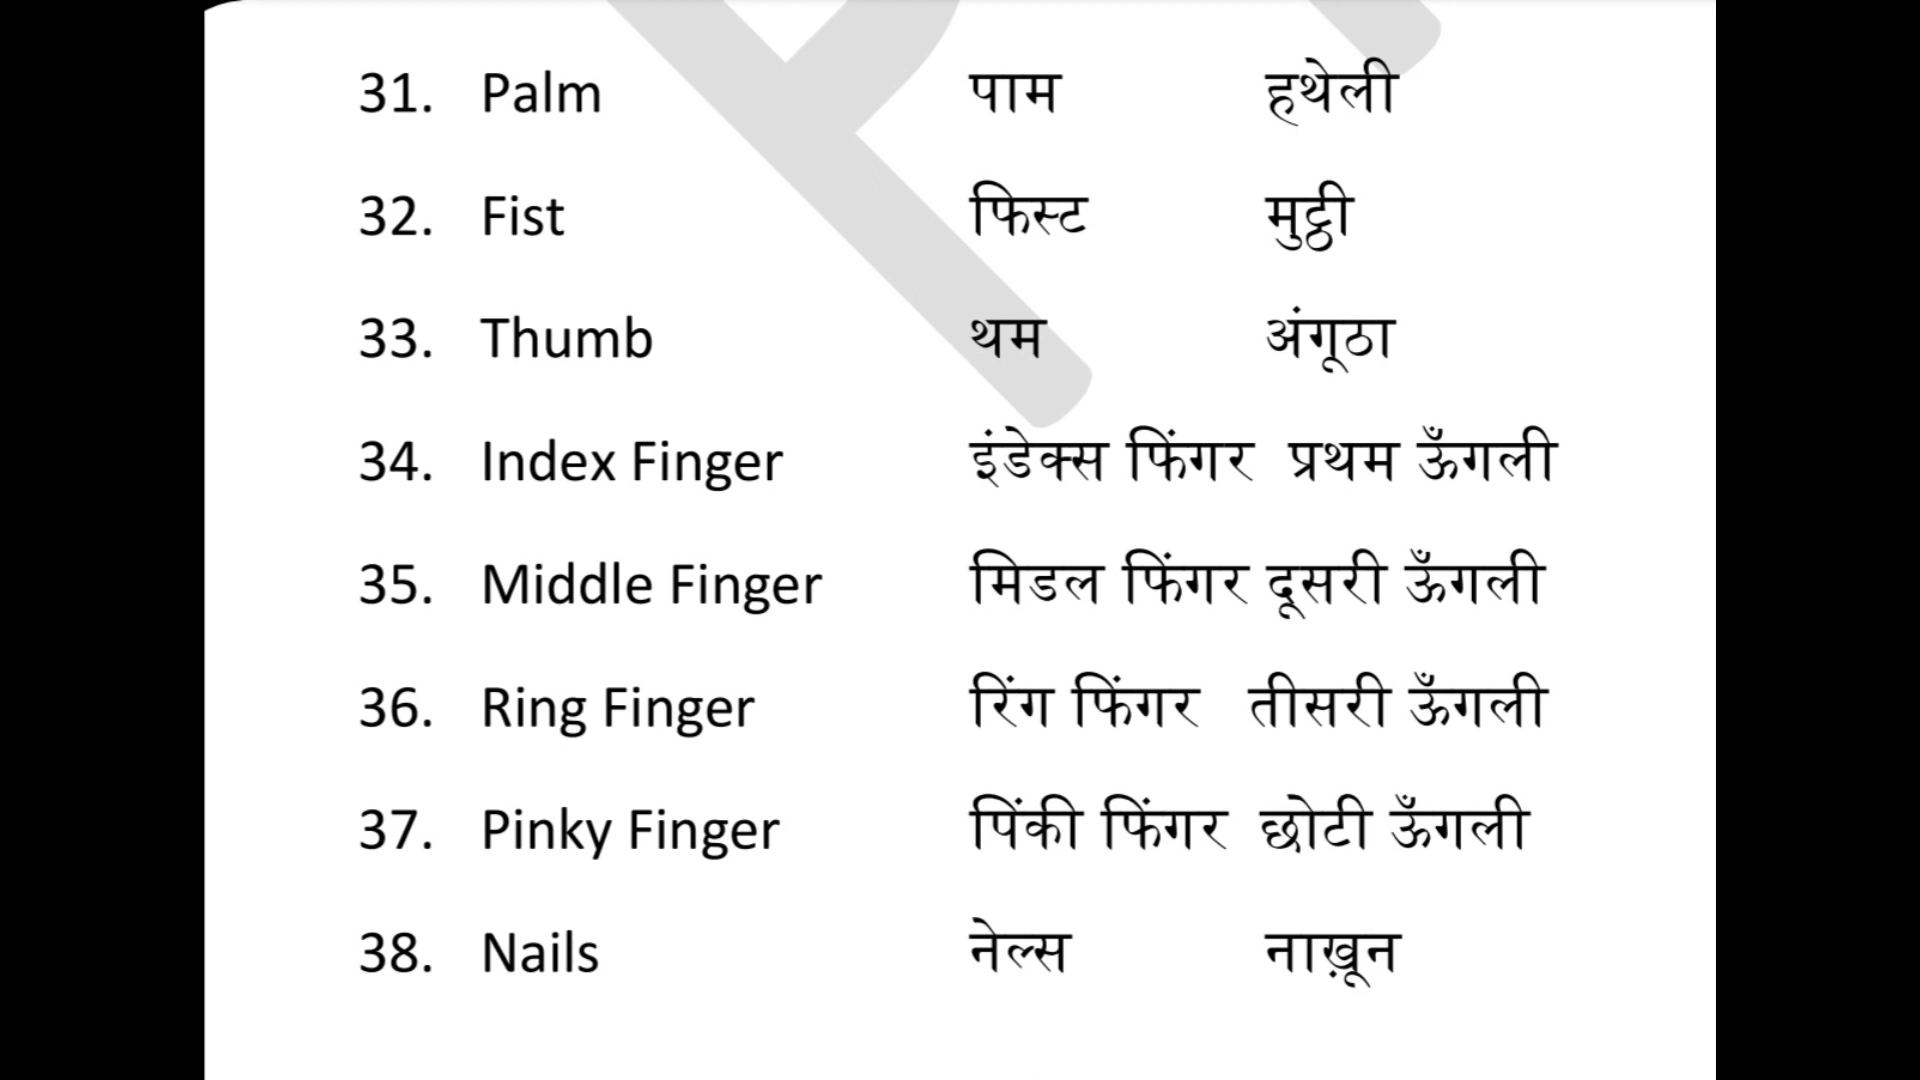 31. Palm पाम हथेली
32. Fist फिस्ट मुट्ठी
33. Thumb थम अंगूठा
34. Index Finger इंडेक्स फिंगर प्रथम ऊँगली
35. Middle Finger मिडल फिंगर दूसरी ऊँगली
36. Ring Finger रिंग फिंगर तीसरी ऊँगली
37. Pinky Finger पिंकी फिंगर छोटी ऊँगली
38. Nails नेल्स नाख़ून